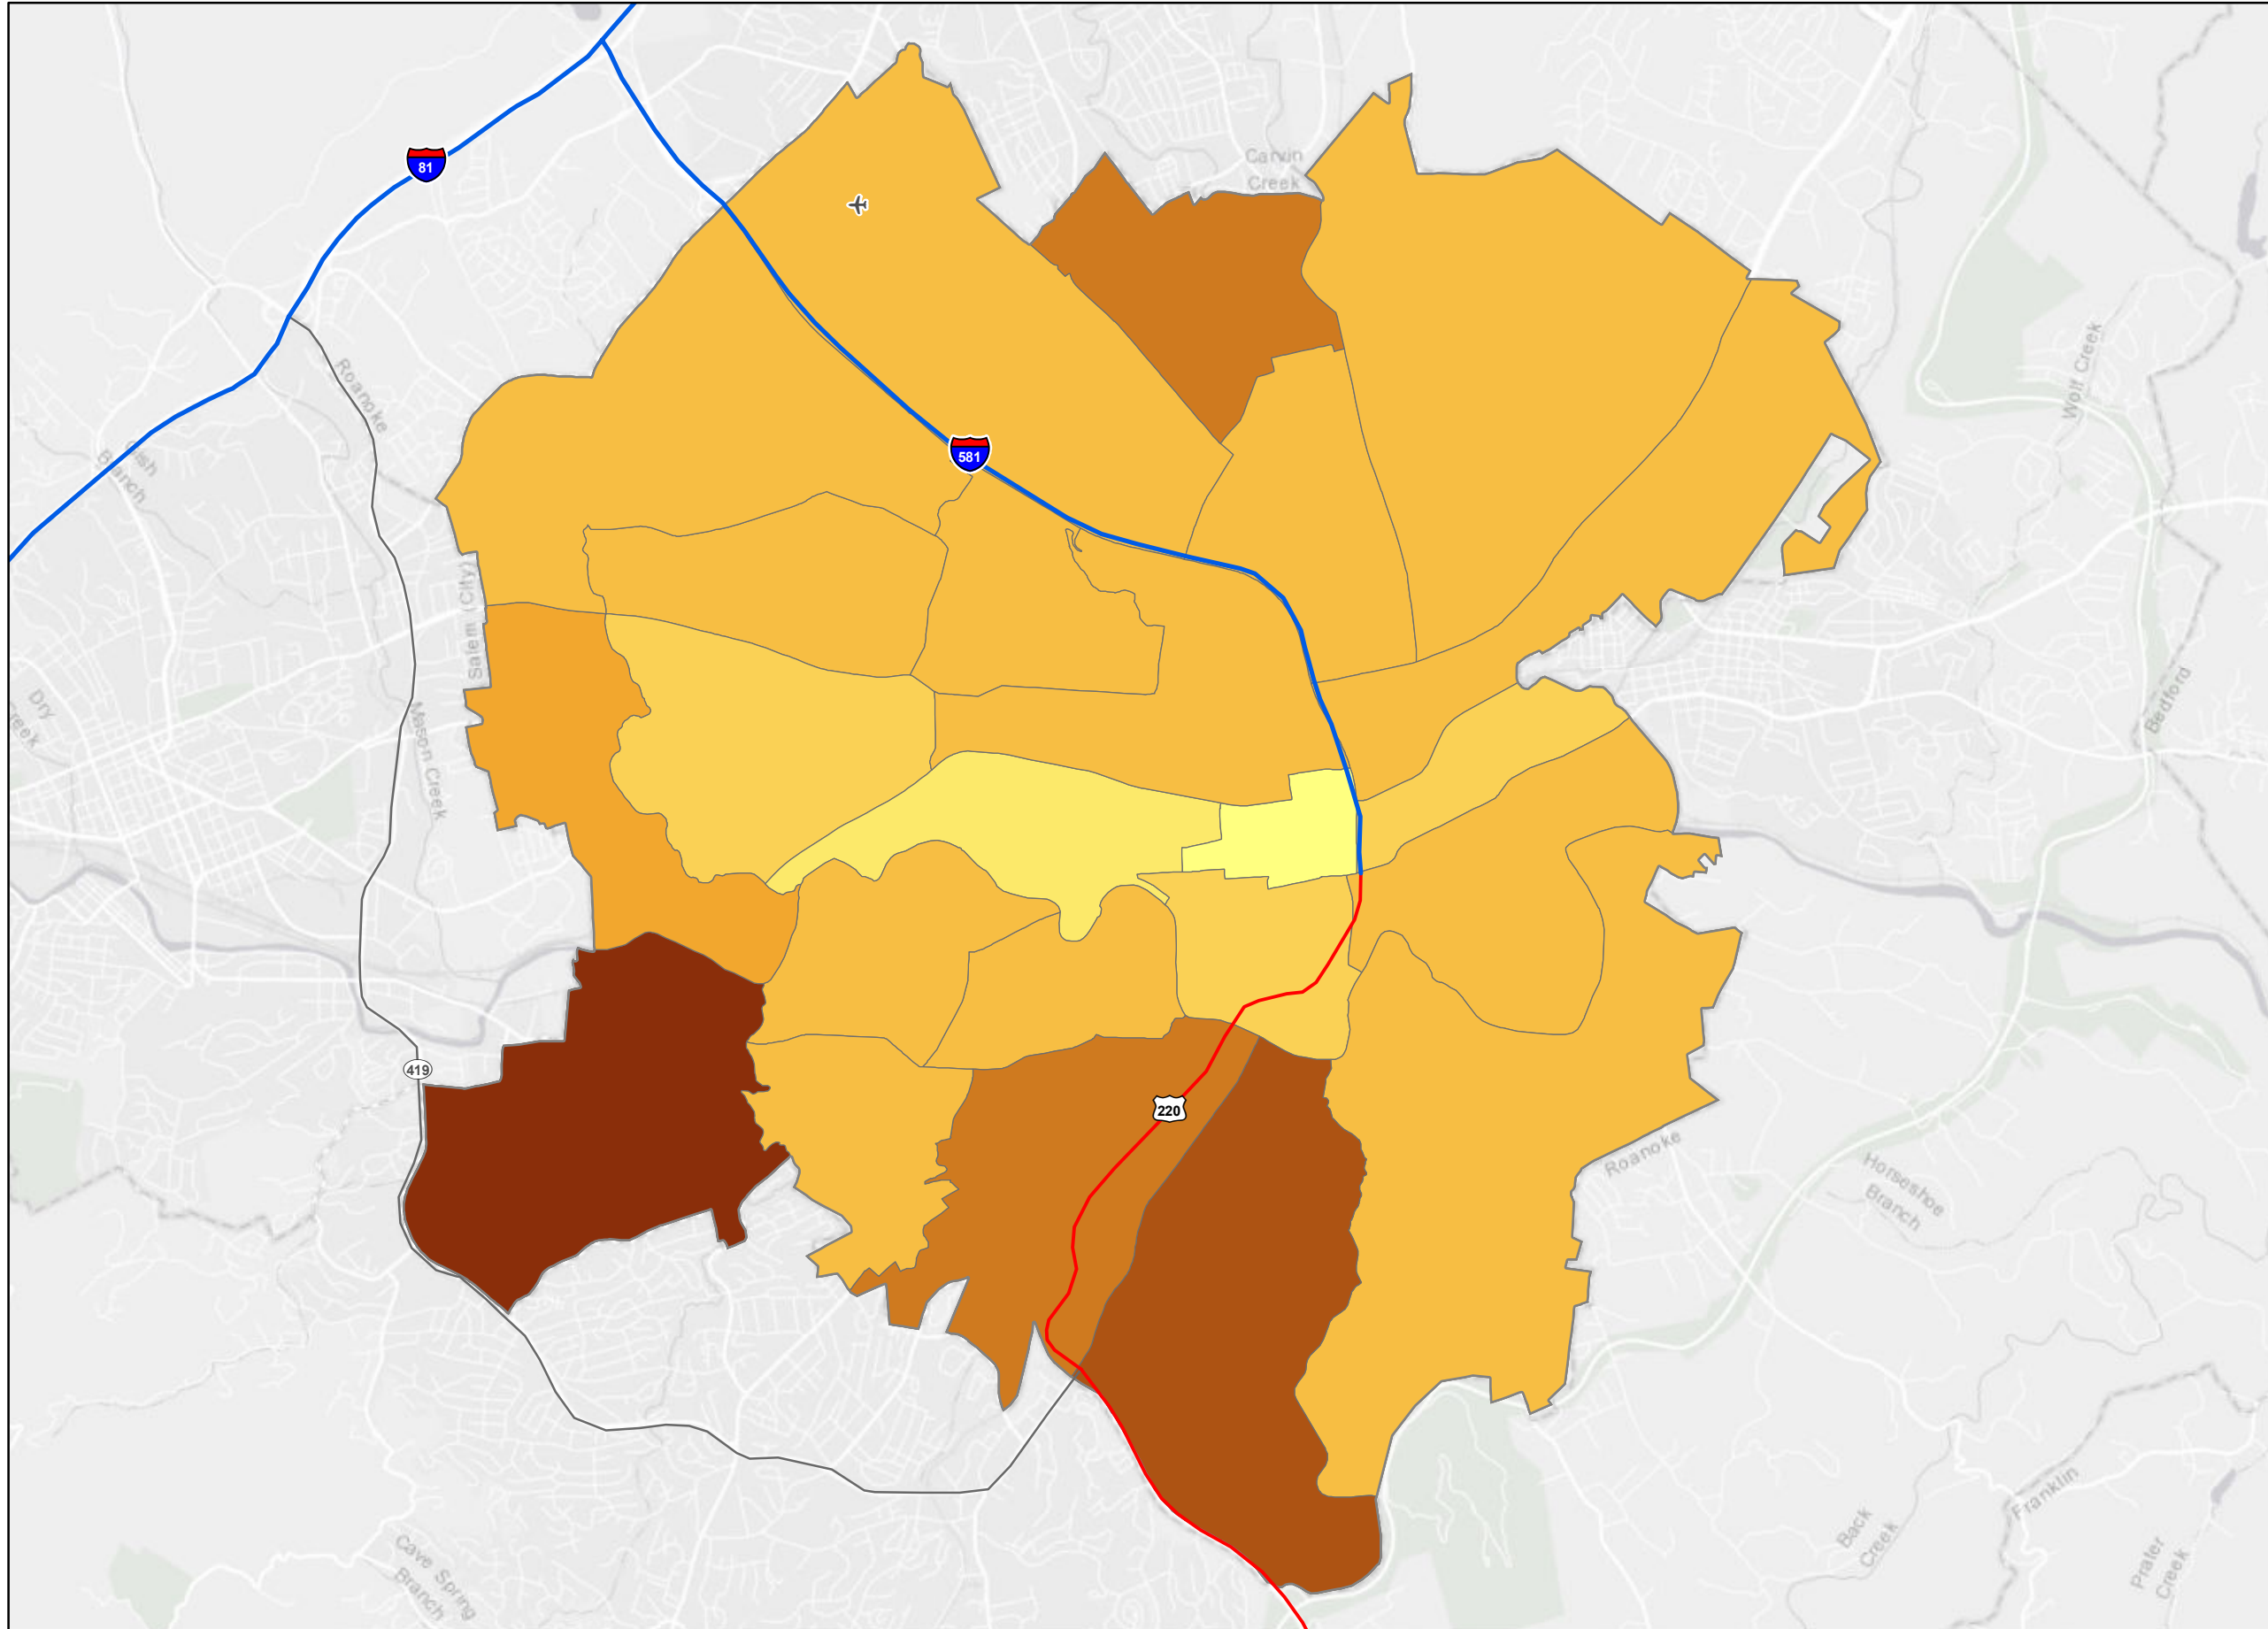 Carvin
Creek
81
Roanoke
Wolf Creek
Gish
Branch
581
Salem (City)
Dry
Creek
Mason Creek
Bedford
419
220
Roanoke
Horseshoe
Branch
Franklin
Back
Creek
Prater
Creek
Cave Spring
Branch